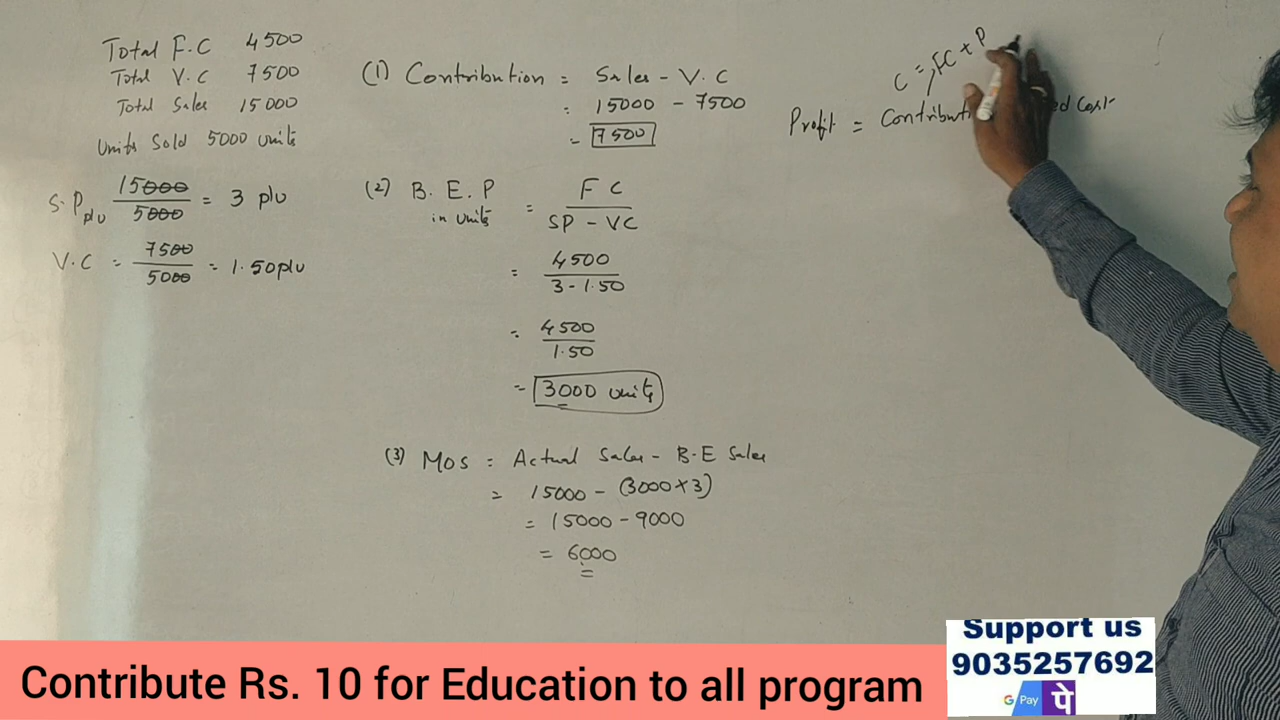 Total F.C 4500
Total V.C 7500
Total Sales 15000
Units Sold 5000 units
S.P p/u 15000/5000 = 3 p/u
V.C = 7500/5000 = 1.50 p/u
(1) Contribution = Sales - V.C
= 15000 - 7500
= 7500
(2) B.E.P in units = FC/SP - VC
= 4500/3 - 1.50
= 4500/1.50
= 3000 units
(3) MOS = Actual Sales - B.E Sales
= 15000 - (3000 x 3)
= 15000 - 9000
= 6000
C = FC + P
Profit = Contributi ed Cost
Contribute Rs. 10 for Education to all program
Support us
9035257692
G Pay पे